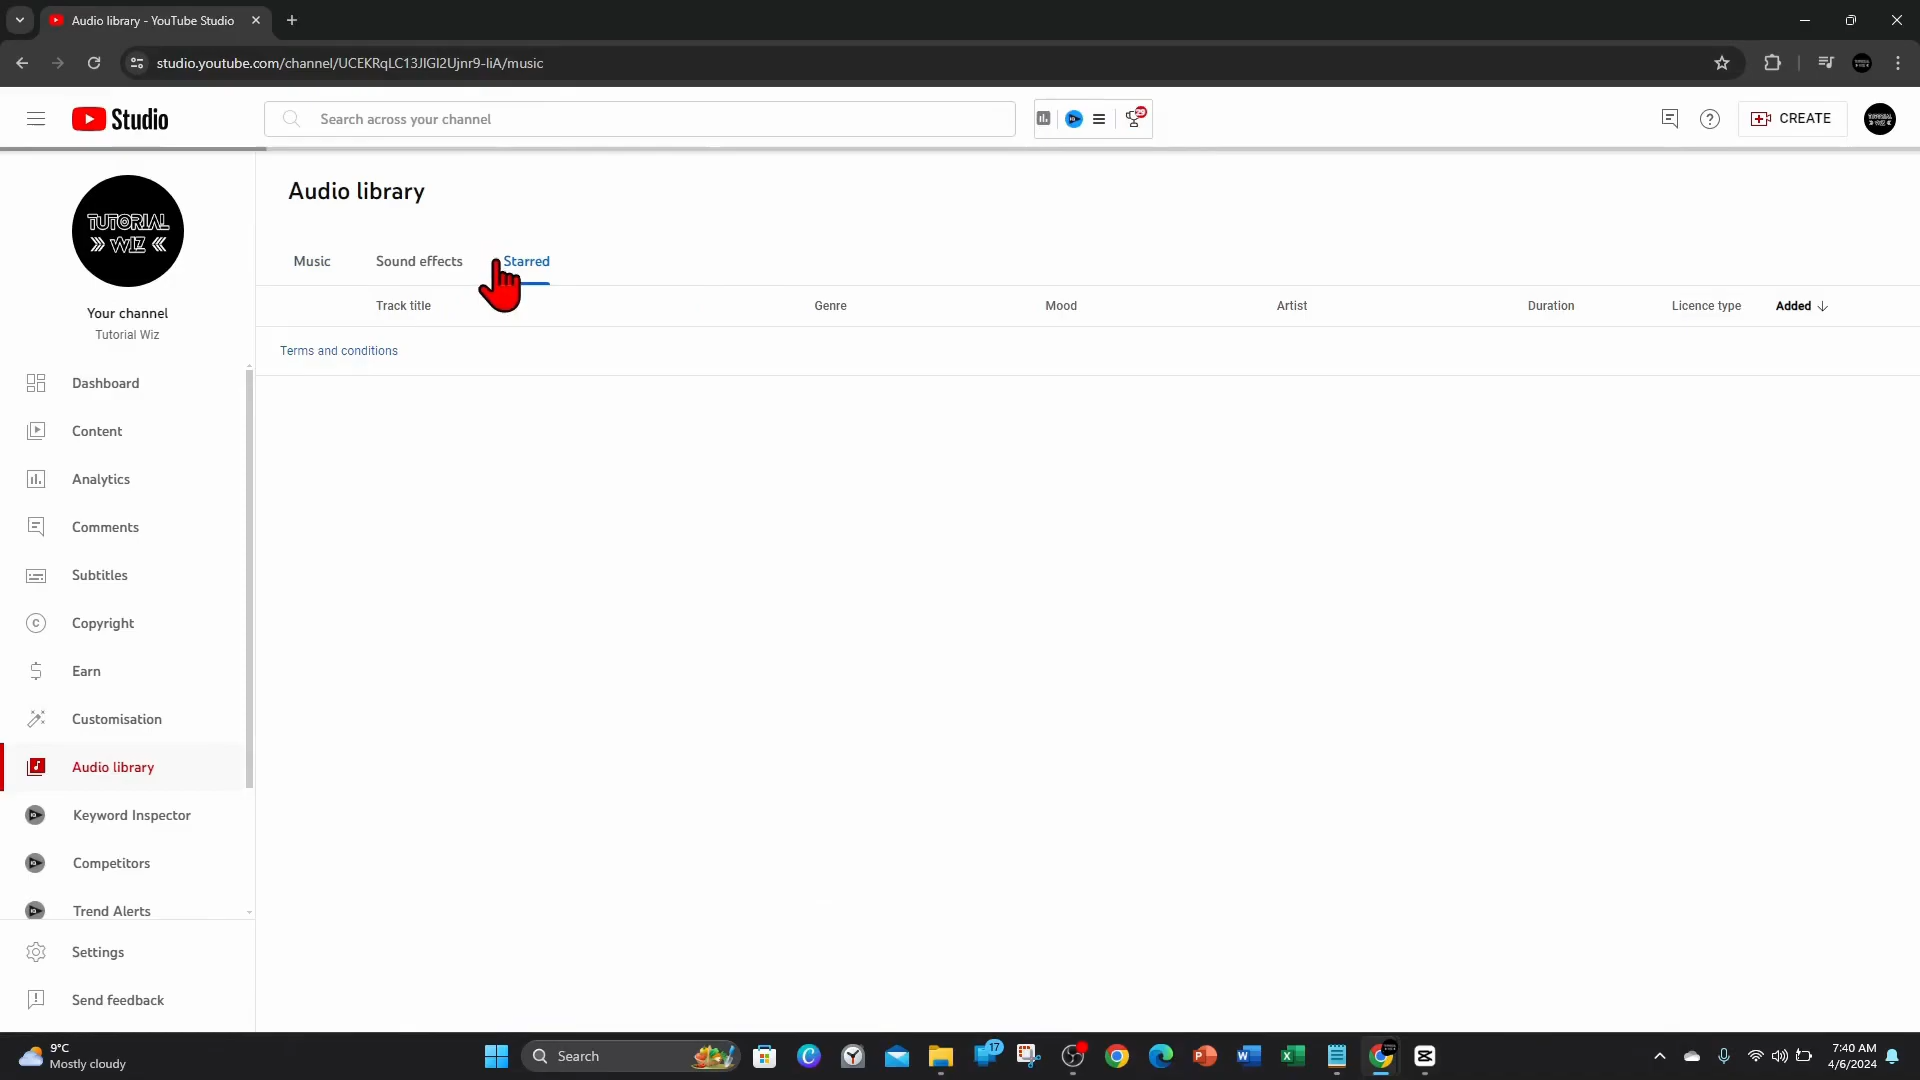 Audio library - YouTube Studio
studio.youtube.com/channel/UCEKRqLC13JIGI2Ujnr9-liA/music
Studio
Search across your channel
29
CREATE
TUTORIAL
WIZ
Your channel
Tutorial Wiz
Dashboard
Content
Analytics
Comments
Subtitles
Copyright
Earn
Customisation
Audio library
Keyword Inspector
Competitors
Trend Alerts
Settings
Send feedback
Audio library
Music Sound effects Starred
Track title Genre Mood Artist Duration Licence type Added
Terms and conditions
9°C
Mostly cloudy
Search
17
7:40 AM
4/6/2024